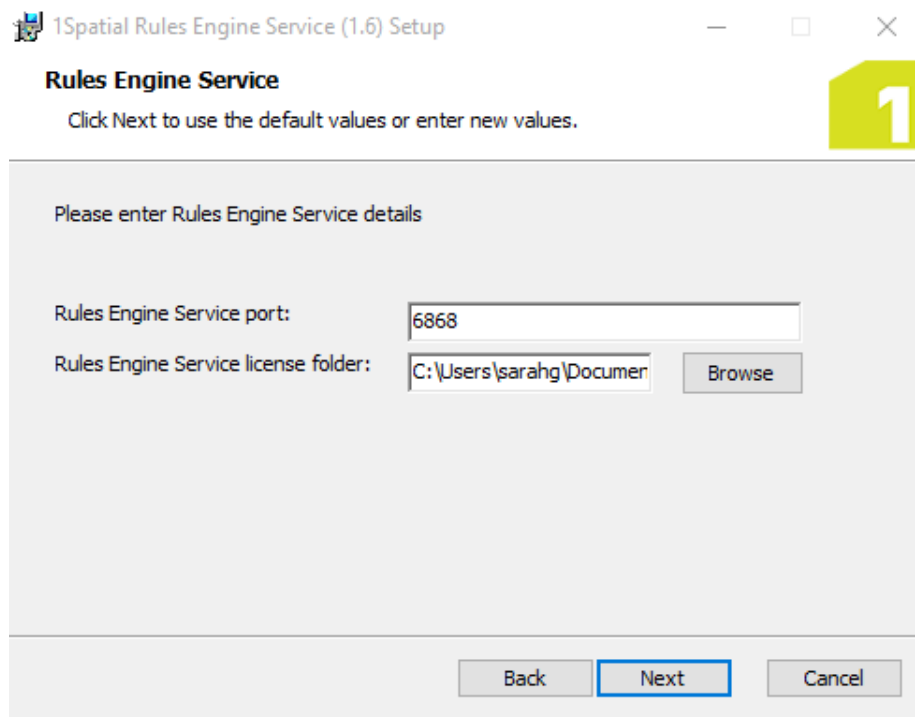 1Spatial Rules Engine Service (1.6) Setup
Rules Engine Service
Click Next to use the default values or enter new values.
1
Please enter Rules Engine Service details
Rules Engine Service port: 6868
Rules Engine Service license folder: C:\Users\sarahg\Documen Browse
Back Next Cancel